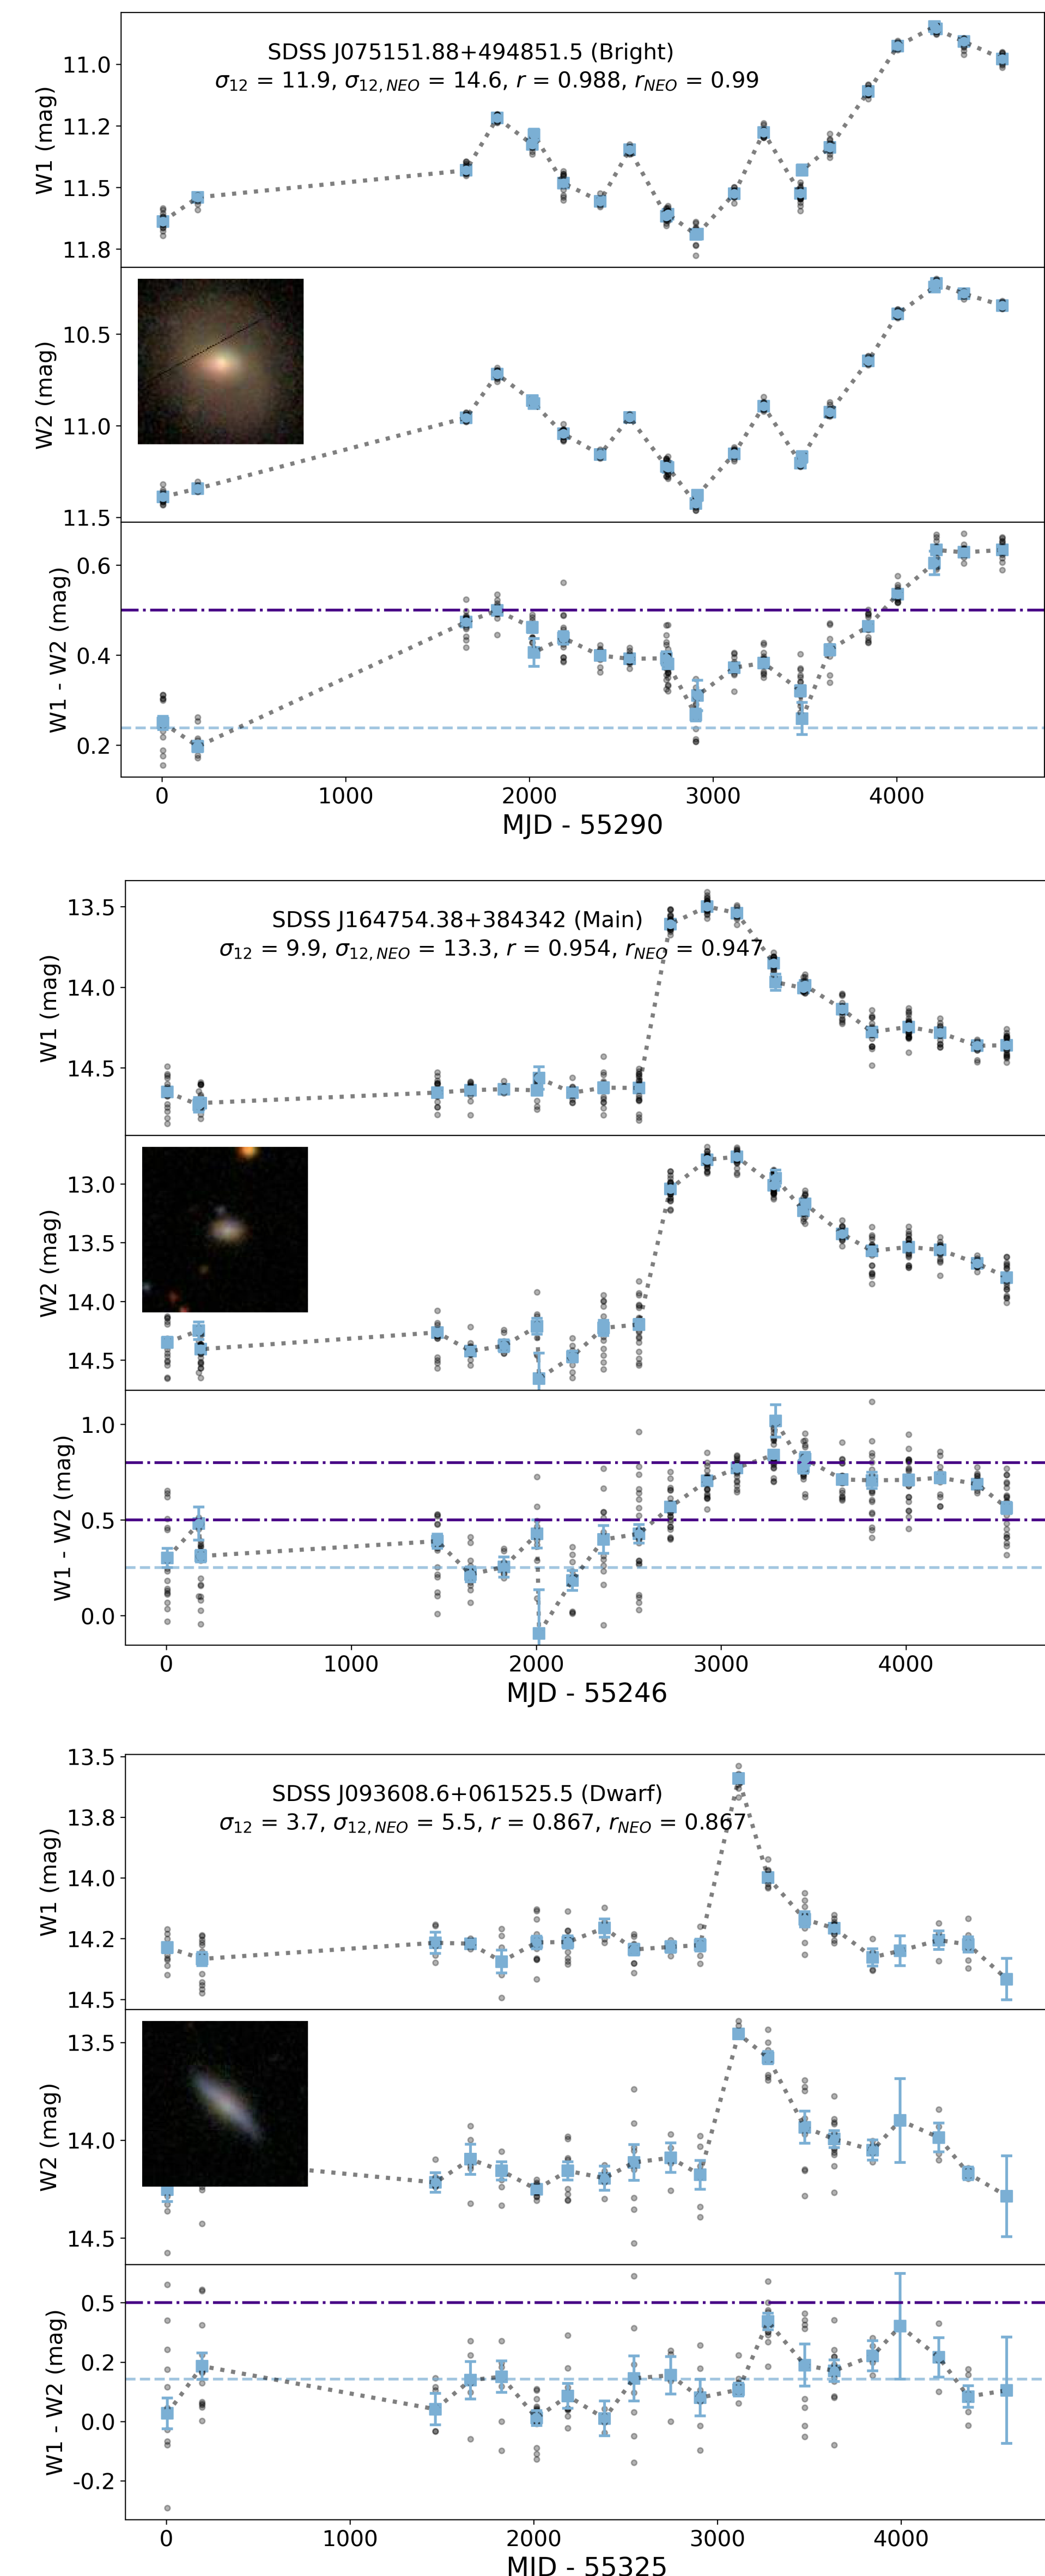 SDSS J075151.88+494851.5 (Bright)
σ12 = 11.9, σ12,NEO = 14.6, r = 0.988, rNEO = 0.99
W1 (mag)
11.0
11.2
11.5
11.8
W2 (mag)
10.5
11.0
11.5
W1 - W2 (mag)
0.6
0.4
0.2
0 1000 2000 3000 4000
MJD - 55290
SDSS J164754.38+384342 (Main)
σ12 = 9.9, σ12,NEO = 13.3, r = 0.954, rNEO = 0.947
W1 (mag)
13.5
14.0
14.5
W2 (mag)
13.0
13.5
14.0
14.5
W1 - W2 (mag)
1.0
0.5
0.0
0 1000 2000 3000 4000
MJD - 55246
SDSS J093608.6+061525.5 (Dwarf)
σ12 = 3.7, σ12,NEO = 5.5, r = 0.867, rNEO = 0.867
W1 (mag)
13.5
13.8
14.0
14.2
14.5
W2 (mag)
13.5
14.0
14.5
W1 - W2 (mag)
0.5
0.2
0.0
-0.2
0 1000 2000 3000 4000
MJD - 55325